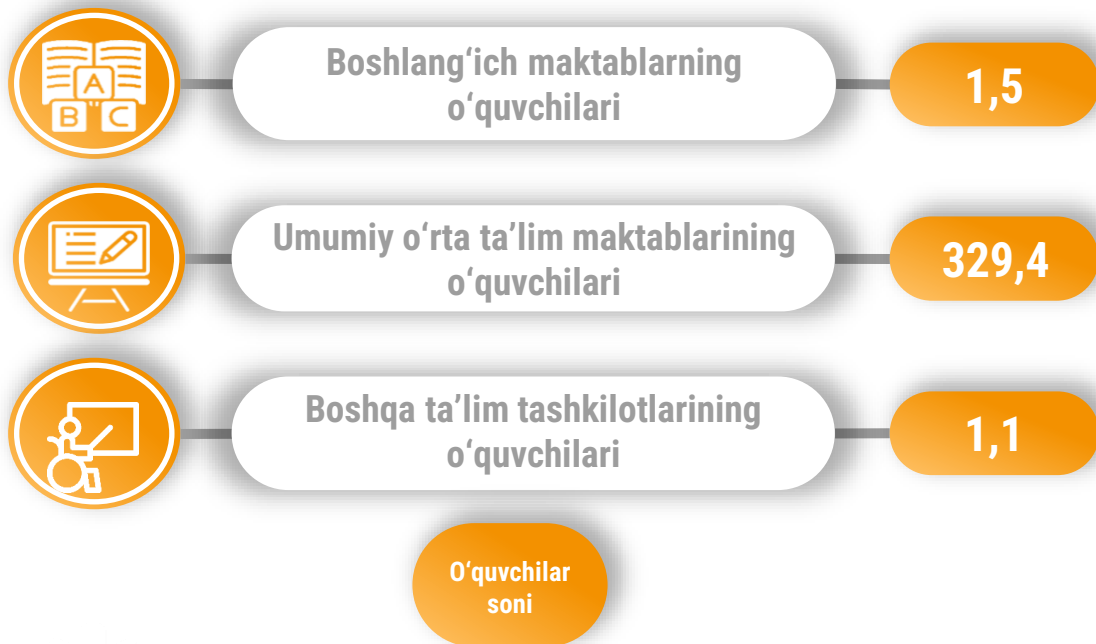 Boshlang‘ich maktablarning
o‘quvchilari
1,5
Umumiy o‘rta ta’lim maktablarining
o‘quvchilari
329,4
Boshqa ta’lim tashkilotlarining
o‘quvchilari
1,1
O‘quvchilar
soni
A
B C